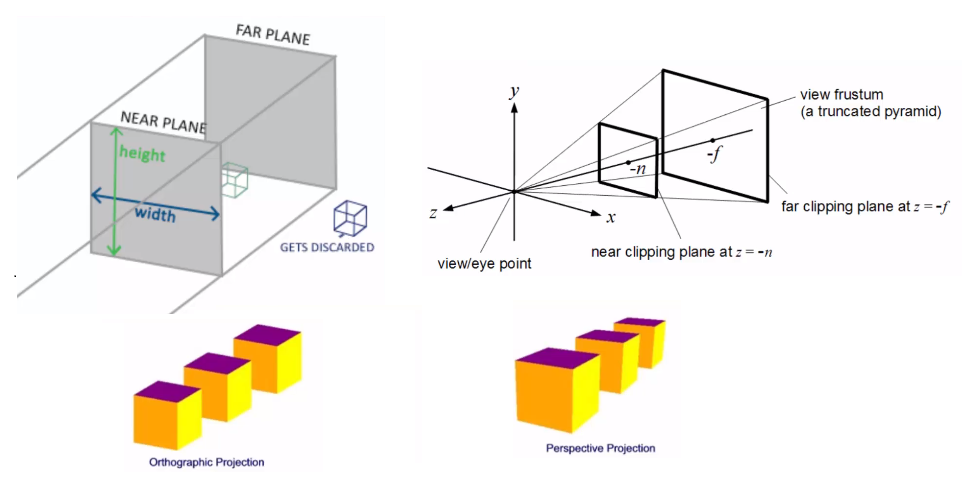 FAR PLANE
NEAR PLANE
height
width
GETS DISCARDED
y
view frustum
(a truncated pyramid)
-f
-n
z
x
far clipping plane at z = -f
near clipping plane at z = -n
view/eye point
Orthographic Projection
Perspective Projection